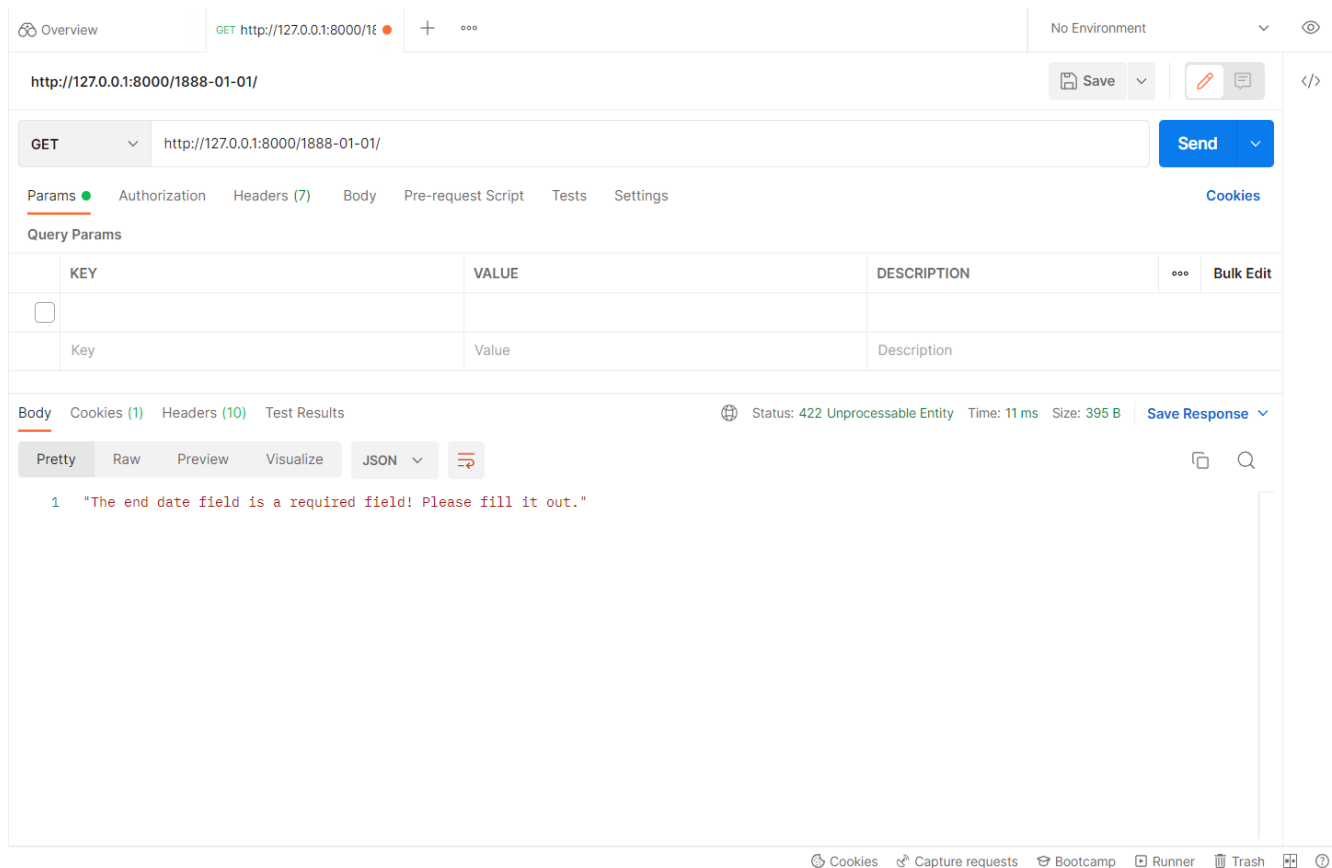 Overview GET http://127.0.0.1:8000/18 No Environment
http://127.0.0.1:8000/1888-01-01/ Save </>
GET http://127.0.0.1:8000/1888-01-01/ Send
Params Authorization Headers (7) Body Pre-request Script Tests Settings Cookies
Query Params
KEY VALUE DESCRIPTION Bulk Edit
Key Value Description
Body Cookies (1) Headers (10) Test Results Status: 422 Unprocessable Entity Time: 11 ms Size: 395 B Save Response
Pretty Raw Preview Visualize JSON
1 "The end date field is a required field! Please fill it out."
Cookies Capture requests Bootcamp Runner Trash